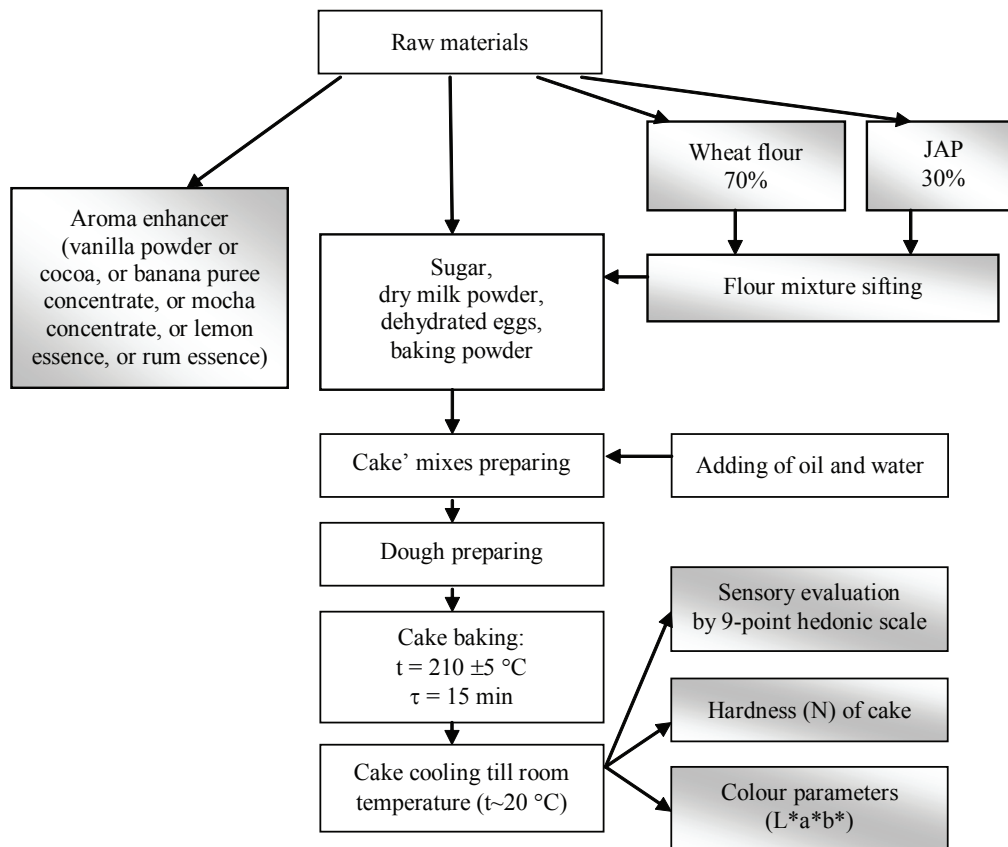 Raw materials
Wheat flour
70%
JAP
30%
Aroma enhancer
(vanilla powder or
cocoa, or banana puree
concentrate, or mocha
concentrate, or lemon
essence, or rum essence)
Sugar,
dry milk powder,
dehydrated eggs,
baking powder
Flour mixture sifting
Cake’ mixes preparing
Adding of oil and water
Dough preparing
Cake baking:
t = 210 ±5 °C
τ = 15 min
Cake cooling till room
temperature (t~20 °C)
Sensory evaluation
by 9-point hedonic scale
Hardness (N) of cake
Colour parameters
(L*a*b*)